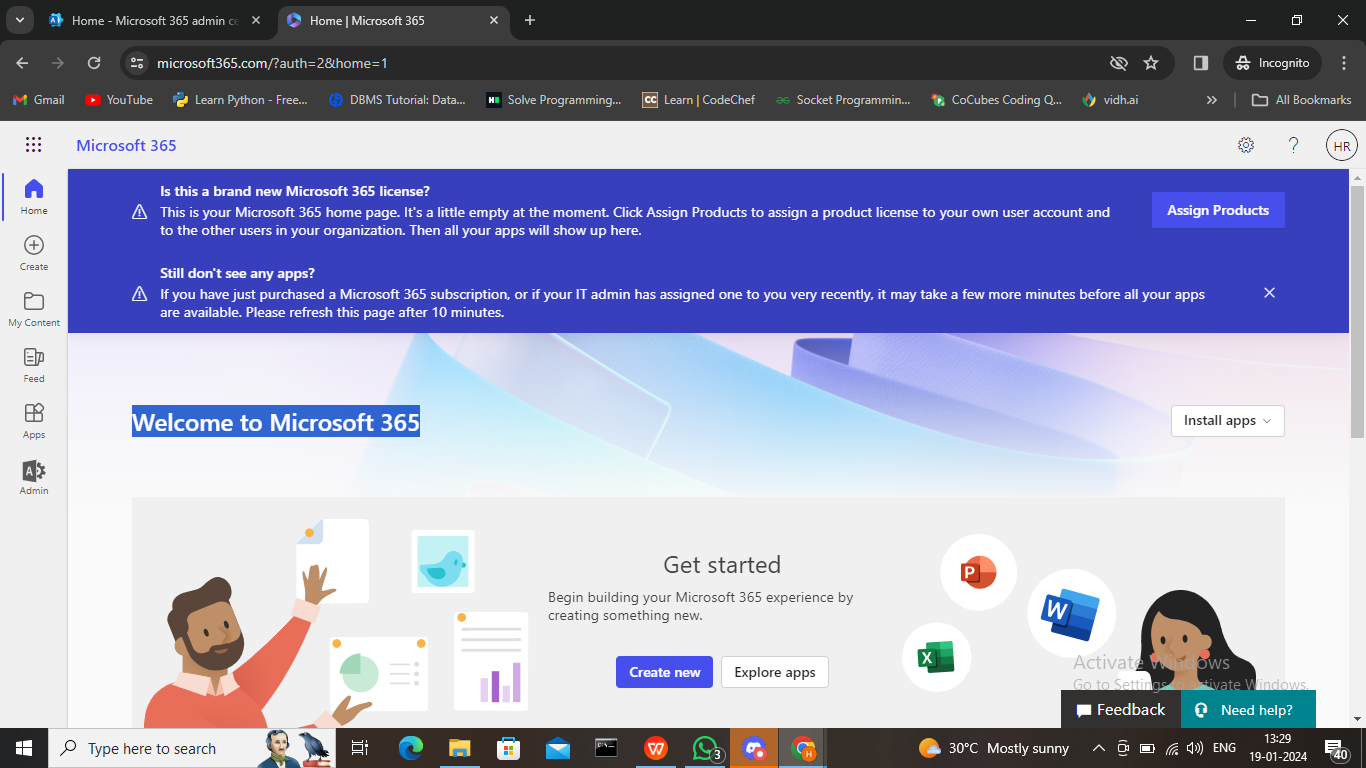 Home - Microsoft 365 admin ce
Home | Microsoft 365
microsoft365.com/?auth=2&home=1
Incognito
Gmail
YouTube
Learn Python - Free...
DBMS Tutorial: Data...
Solve Programming...
Learn | CodeChef
Socket Programmin...
CoCubes Coding Q...
vidh.ai
All Bookmarks
Microsoft 365
HR
Home
Create
My Content
Feed
Apps
Admin
Is this a brand new Microsoft 365 license?
This is your Microsoft 365 home page. It's a little empty at the moment. Click Assign Products to assign a product license to your own user account and
to the other users in your organization. Then all your apps will show up here.
Assign Products
Still don't see any apps?
If you have just purchased a Microsoft 365 subscription, or if your IT admin has assigned one to you very recently, it may take a few more minutes before all your apps
are available. Please refresh this page after 10 minutes.
Welcome to Microsoft 365
Install apps
Get started
Begin building your Microsoft 365 experience by
creating something new.
Create new
Explore apps
P
W
X
Activate Windows
Go to Settings to activate Windows.
Feedback
Need help?
Type here to search
3
30°C Mostly sunny
ENG
13:29
19-01-2024
40